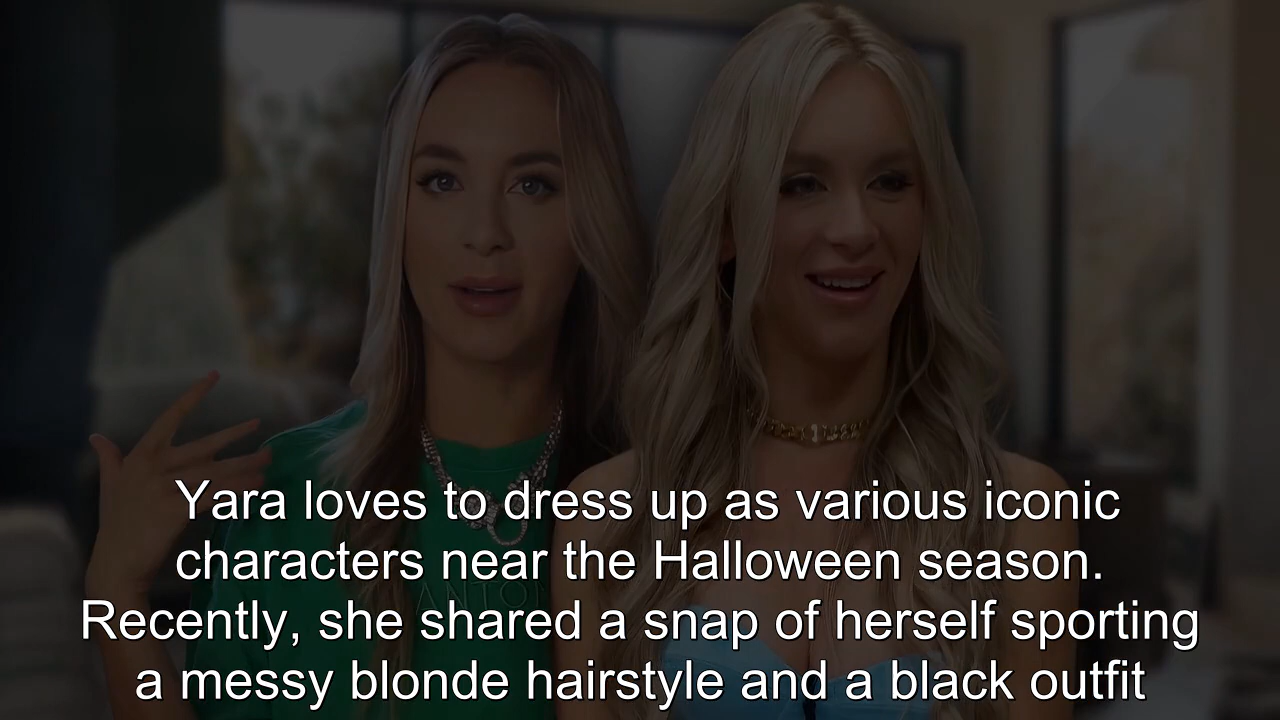 Yara loves to dress up as various iconic
characters near the Halloween season.
Recently, she shared a snap of herself sporting
a messy blonde hairstyle and a black outfit